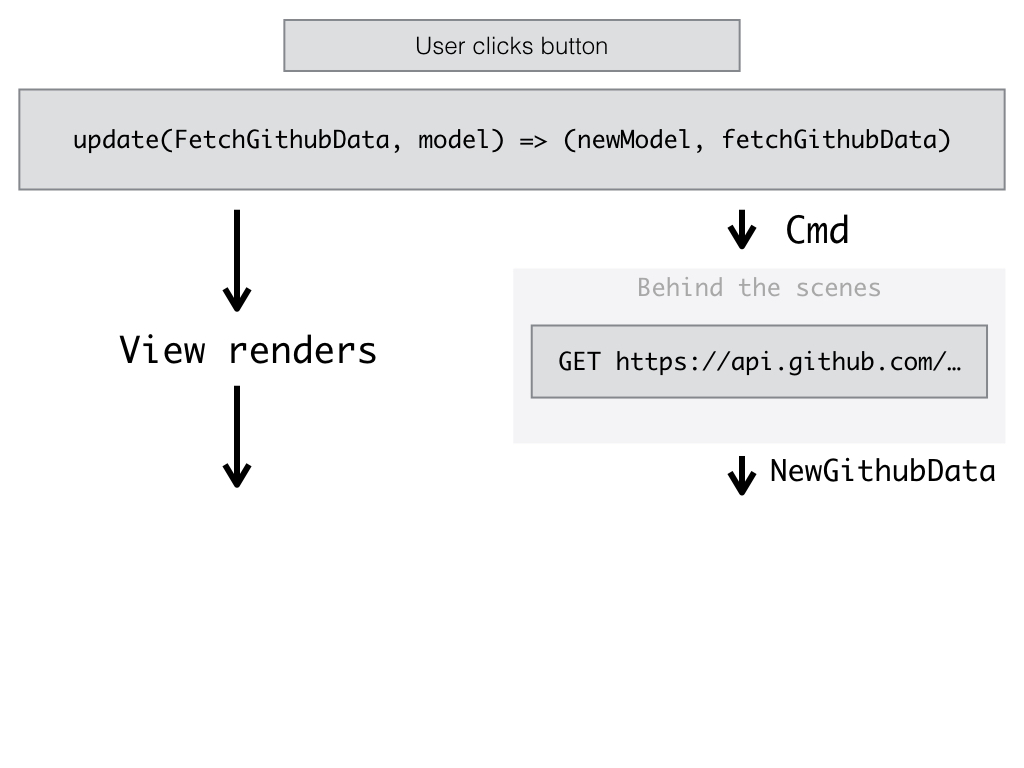 User clicks button
update(FetchGithubData, model) => (newModel, fetchGithubData)
Cmd
Behind the scenes
View renders
GET https://api.github.com/…
NewGithubData